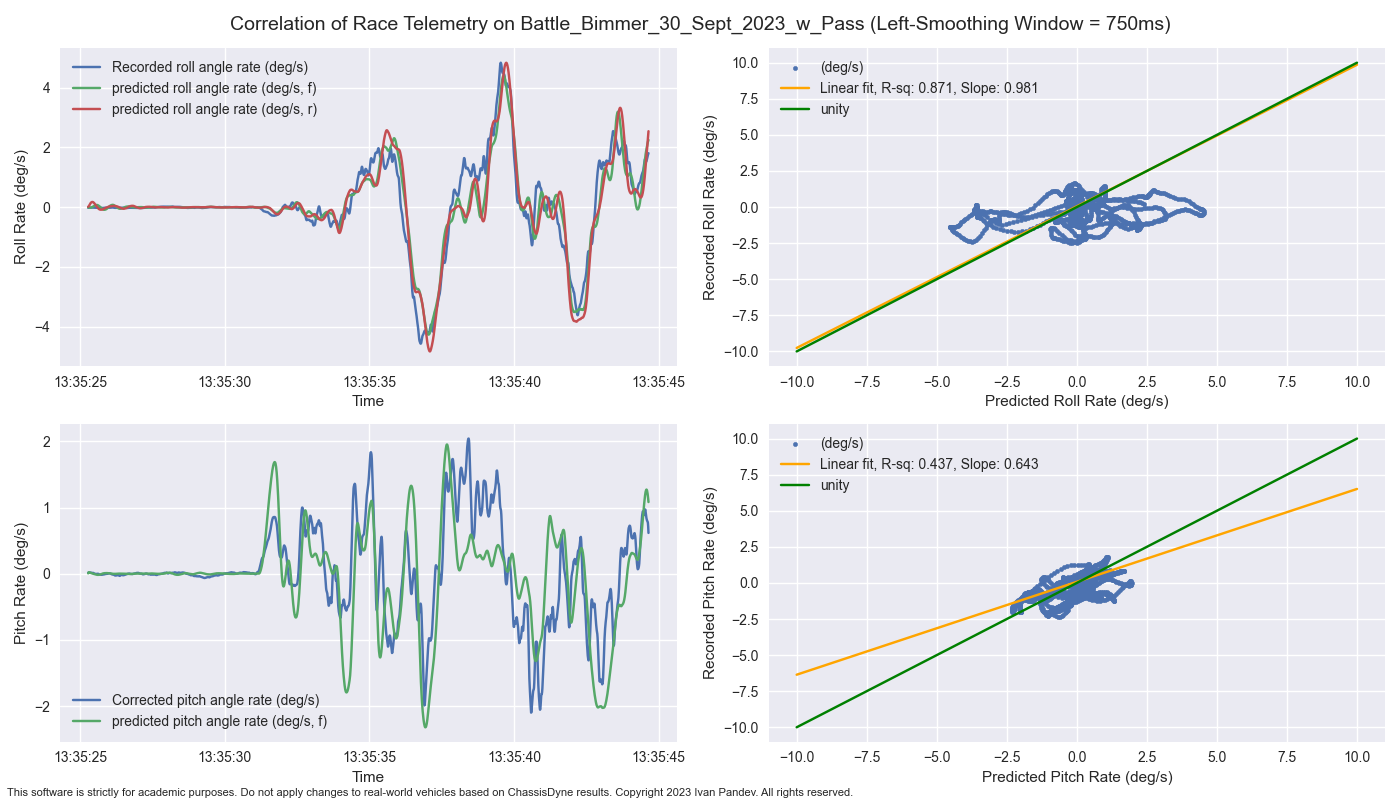 Correlation of Race Telemetry on Battle_Bimmer_30_Sept_2023_w_Pass (Left-Smoothing Window = 750ms)
Recorded roll angle rate (deg/s)
predicted roll angle rate (deg/s, f)
predicted roll angle rate (deg/s, r)
Roll Rate (deg/s)
4
2
0
−2
−4
13:35:25
13:35:30
13:35:35
13:35:40
13:35:45
Time
(deg/s)
Linear fit, R-sq: 0.871, Slope: 0.981
unity
Recorded Roll Rate (deg/s)
10.0
7.5
5.0
2.5
0.0
−2.5
−5.0
−7.5
−10.0
−10.0
−7.5
−5.0
−2.5
0.0
2.5
5.0
7.5
10.0
Predicted Roll Rate (deg/s)
Pitch Rate (deg/s)
2
1
0
−1
−2
Corrected pitch angle rate (deg/s)
predicted pitch angle rate (deg/s, f)
13:35:25
13:35:30
13:35:35
13:35:40
13:35:45
Time
(deg/s)
Linear fit, R-sq: 0.437, Slope: 0.643
unity
Recorded Pitch Rate (deg/s)
10.0
7.5
5.0
2.5
0.0
−2.5
−5.0
−7.5
−10.0
−10.0
−7.5
−5.0
−2.5
0.0
2.5
5.0
7.5
10.0
Predicted Pitch Rate (deg/s)
This software is strictly for academic purposes. Do not apply changes to real-world vehicles based on ChassisDyne results. Copyright 2023 Ivan Pandev. All rights reserved.